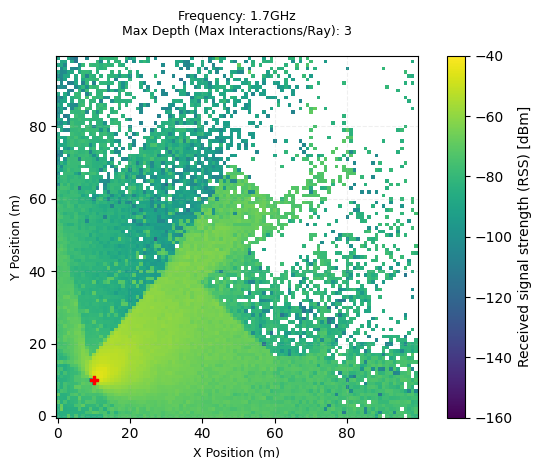 Frequency: 1.7GHz
Max Depth (Max Interactions/Ray): 3
Y Position (m)
80
60
40
20
0
0 20 40 60 80
X Position (m)
−40
−60
−80
−100
−120
−140
−160
Received signal strength (RSS) [dBm]